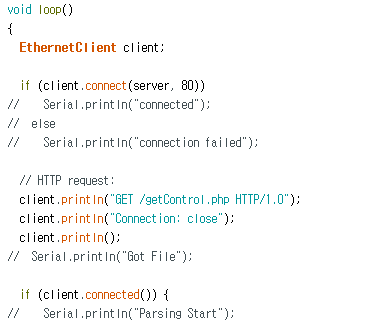 void loop()
{
  EthernetClient client;
  if (client.connect(server, 80))
//    Serial.println("connected");
//  else
//    Serial.println("connection failed");
  // HTTP request:
  client.println("GET /getControl.php HTTP/1.0");
  client.println("Connection: close");
  client.println();
//  Serial.println("Got File");
  if (client.connected()) {
//    Serial.println("Parsing Start");